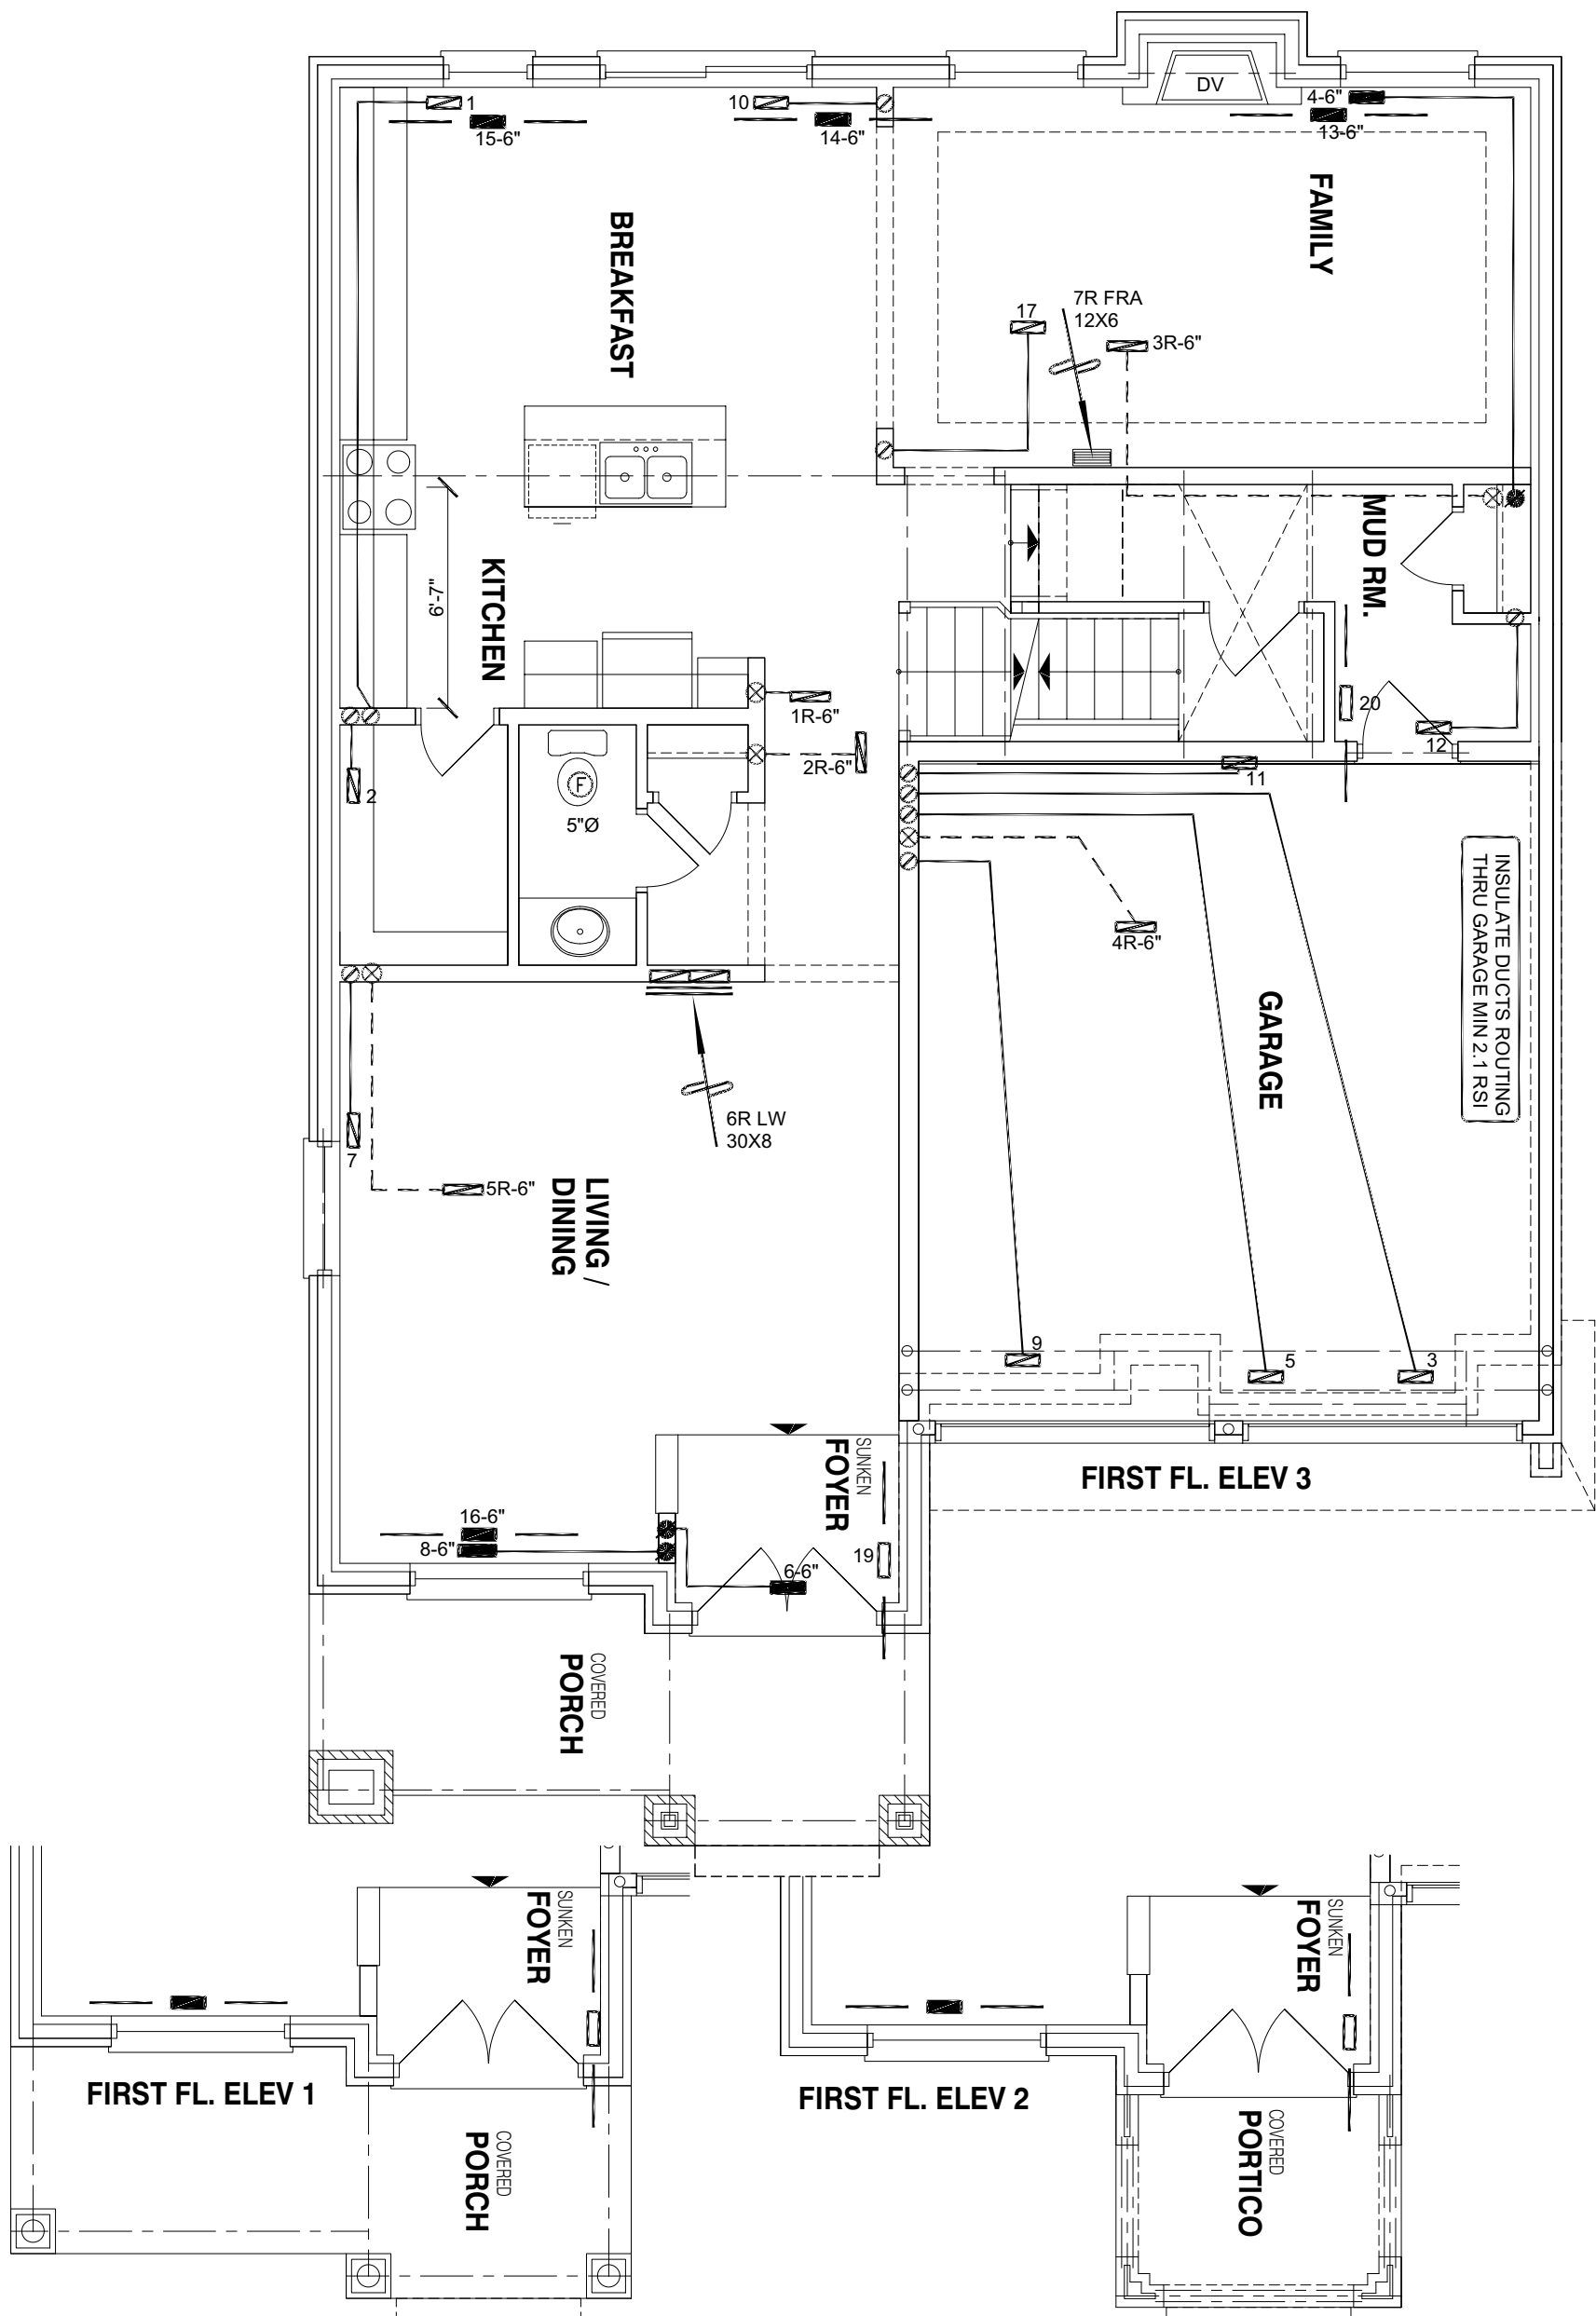 DV
1
10
4-6"
15-6"
14-6"
13-6"
BREAKFAST
FAMILY
17
7R FRA
12X6
3R-6"
MUD RM.
KITCHEN
6'-7"
1R-6"
2R-6"
20
12
11
2
F
5"Ø
INSULATE DUCTS ROUTING
THRU GARAGE MIN 2.1 RSI
4R-6"
GARAGE
6R LW
30X8
7
5R-6"
LIVING /
DINING
9
5
3
SUNKEN
FOYER
FIRST FL. ELEV 3
16-6"
8-6"
19
6-6"
COVERED
PORCH
SUNKEN
FOYER
SUNKEN
FOYER
FIRST FL. ELEV 1
FIRST FL. ELEV 2
COVERED
PORCH
COVERED
PORTICO